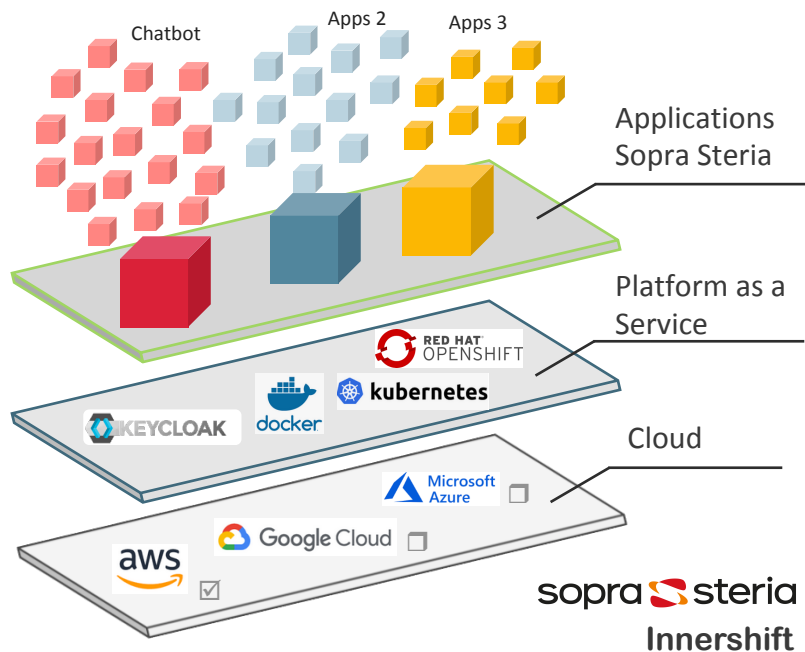 Chatbot
Apps 2
Apps 3
Applications
Sopra Steria
Platform as a
Service
RED HAT
OPENSHIFT
kubernetes
docker
KEYCLOAK
Cloud
Microsoft
Azure
Google Cloud
aws
sopra steria
Innershift